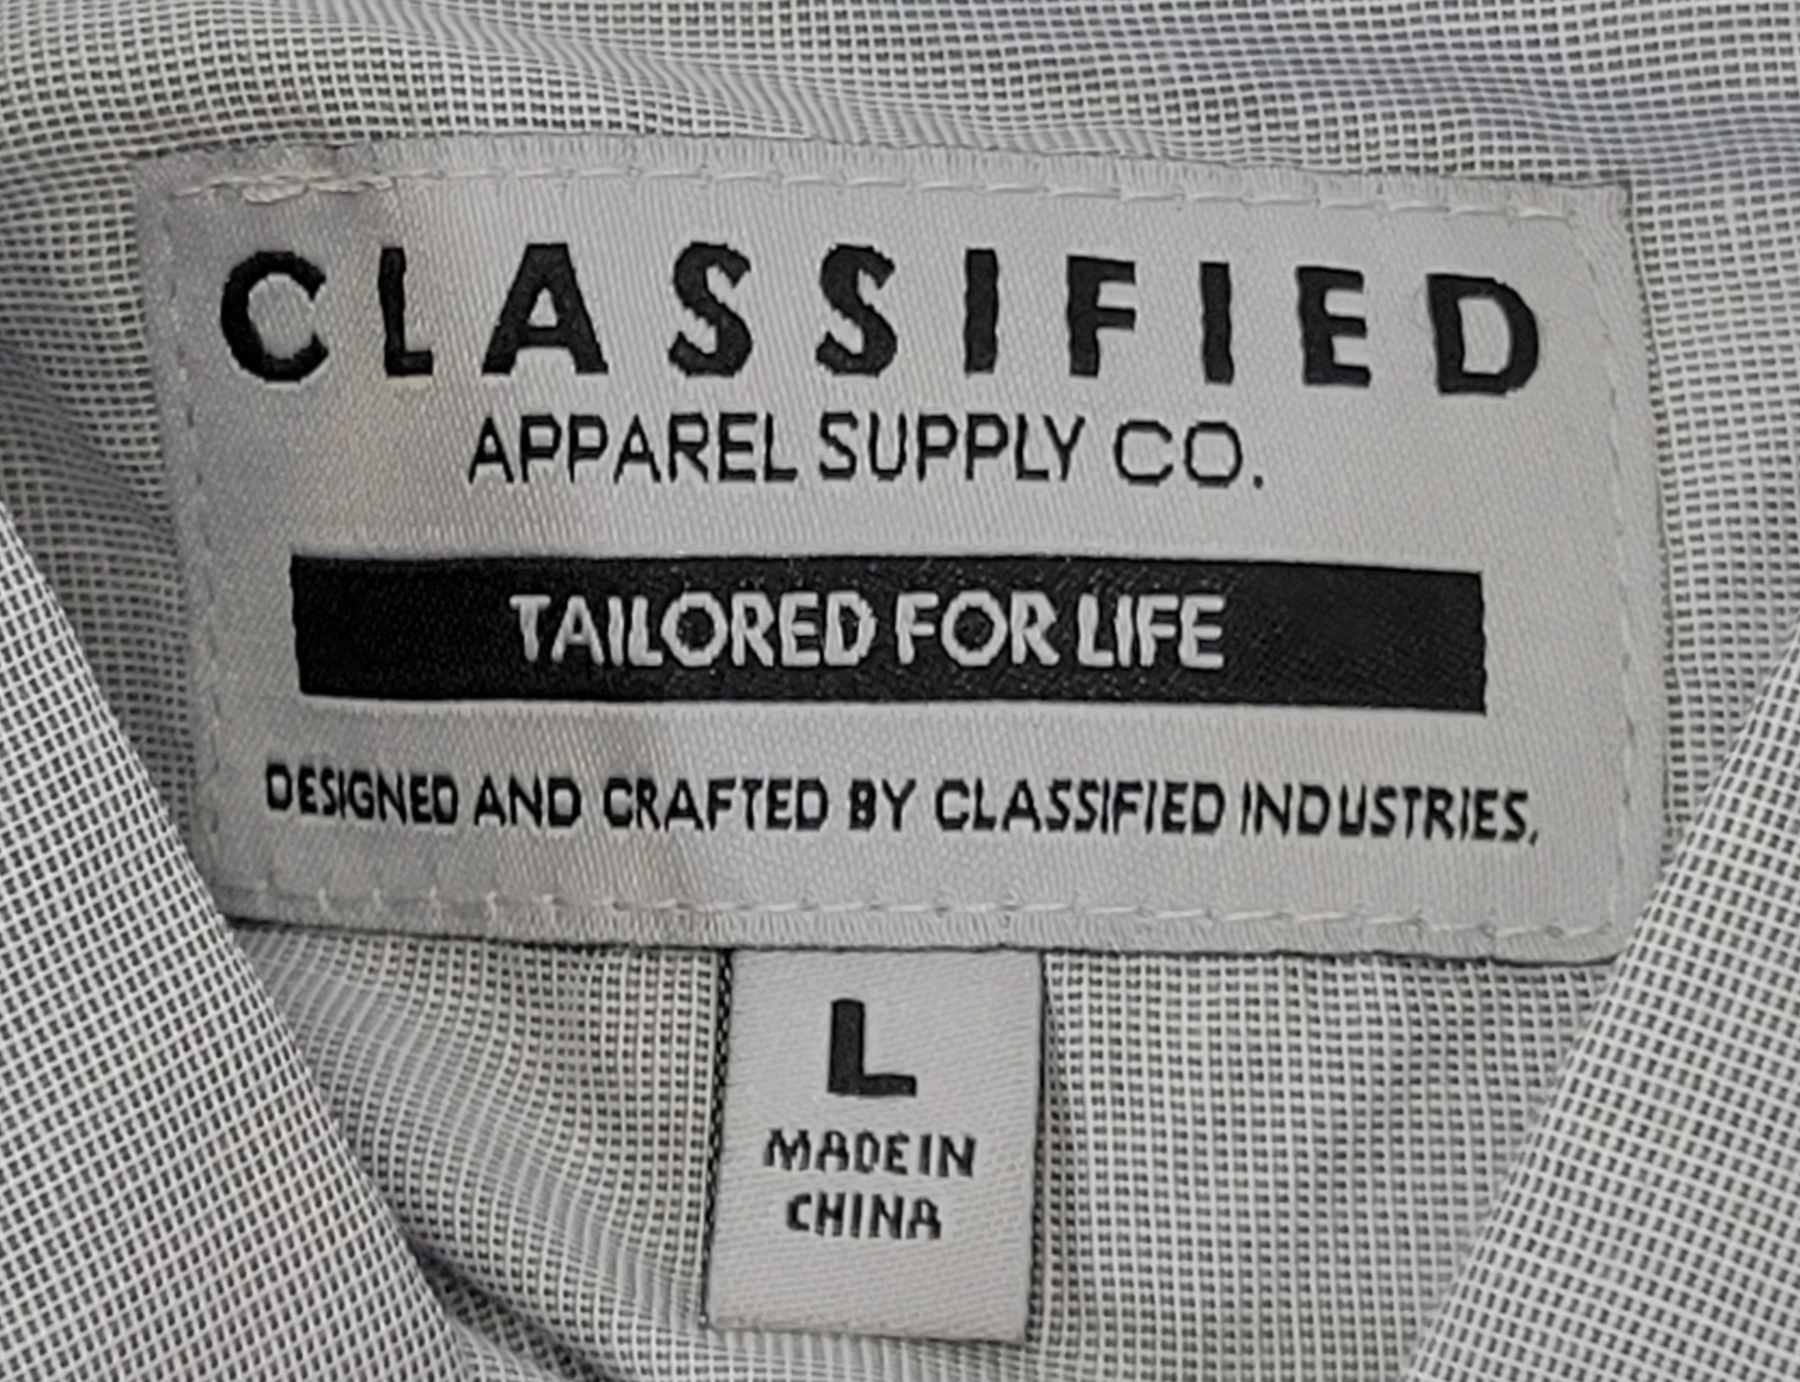 CLASSIFIED
APPAREL SUPPLY CO.
TAILORED FOR LIFE
DESIGNED AND CRAFTED BY CLASSIFIED INDUSTRIES.
L
MADE IN
CHINA